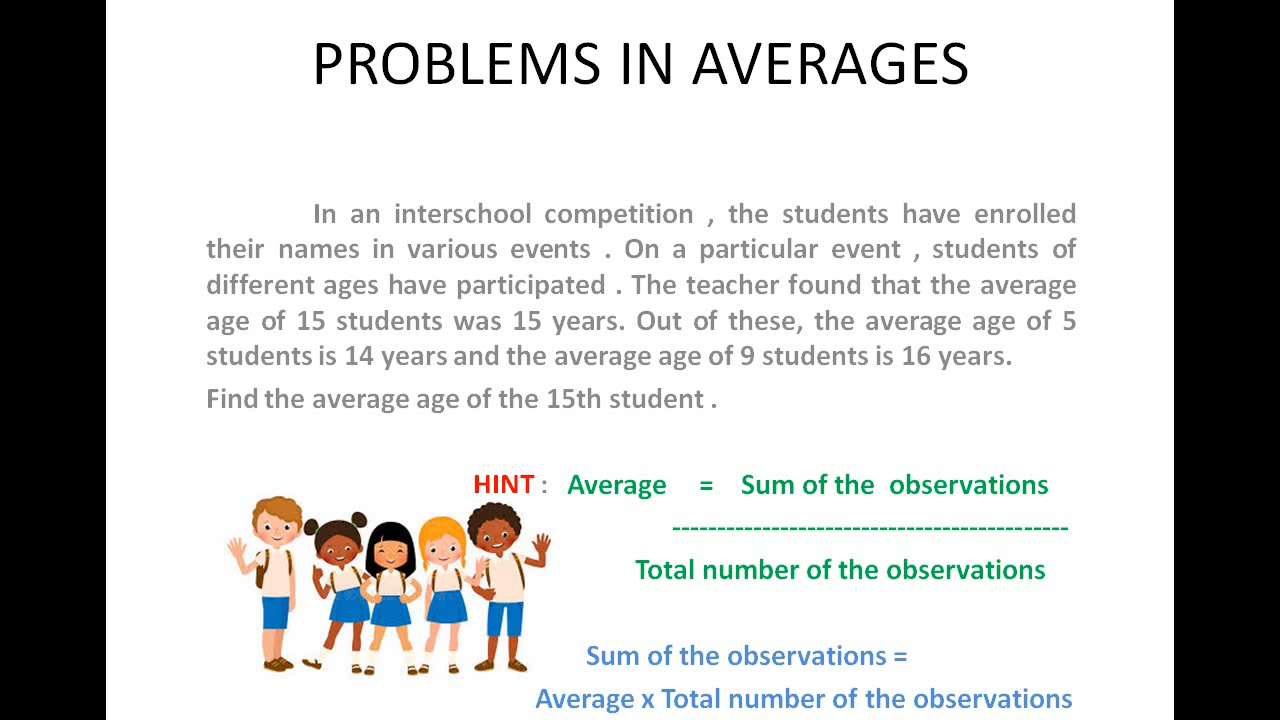 PROBLEMS IN AVERAGES
In an interschool competition , the students have enrolled
their names in various events . On a particular event , students of
different ages have participated . The teacher found that the average
age of 15 students was 15 years. Out of these, the average age of 5
students is 14 years and the average age of 9 students is 16 years.
Find the average age of the 15th student .
HINT : Average = Sum of the observations
--------------------------------------------
Total number of the observations
Sum of the observations =
Average x Total number of the observations